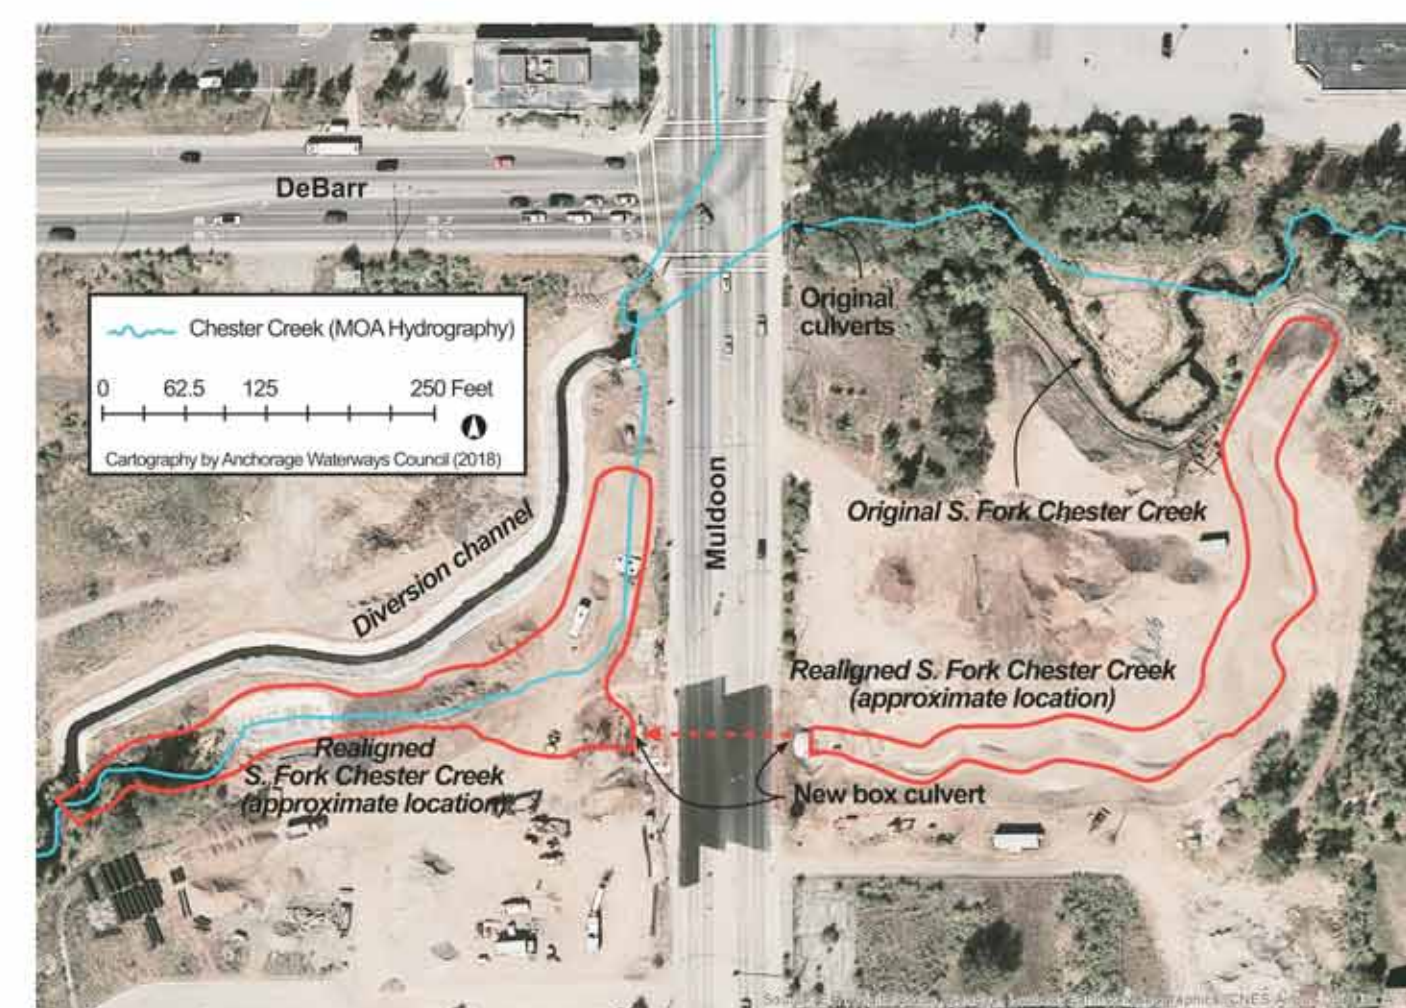 DeBarr
Chester Creek (MOA Hydrography)
0 62.5 125 250 Feet
Cartography by Anchorage Waterways Council (2018)
Original
culverts
Diversion channel
Muldoon
Original S. Fork Chester Creek
Realigned S. Fork Chester Creek
(approximate location)
Realigned
S. Fork Chester Creek
(approximate location)
New box culvert